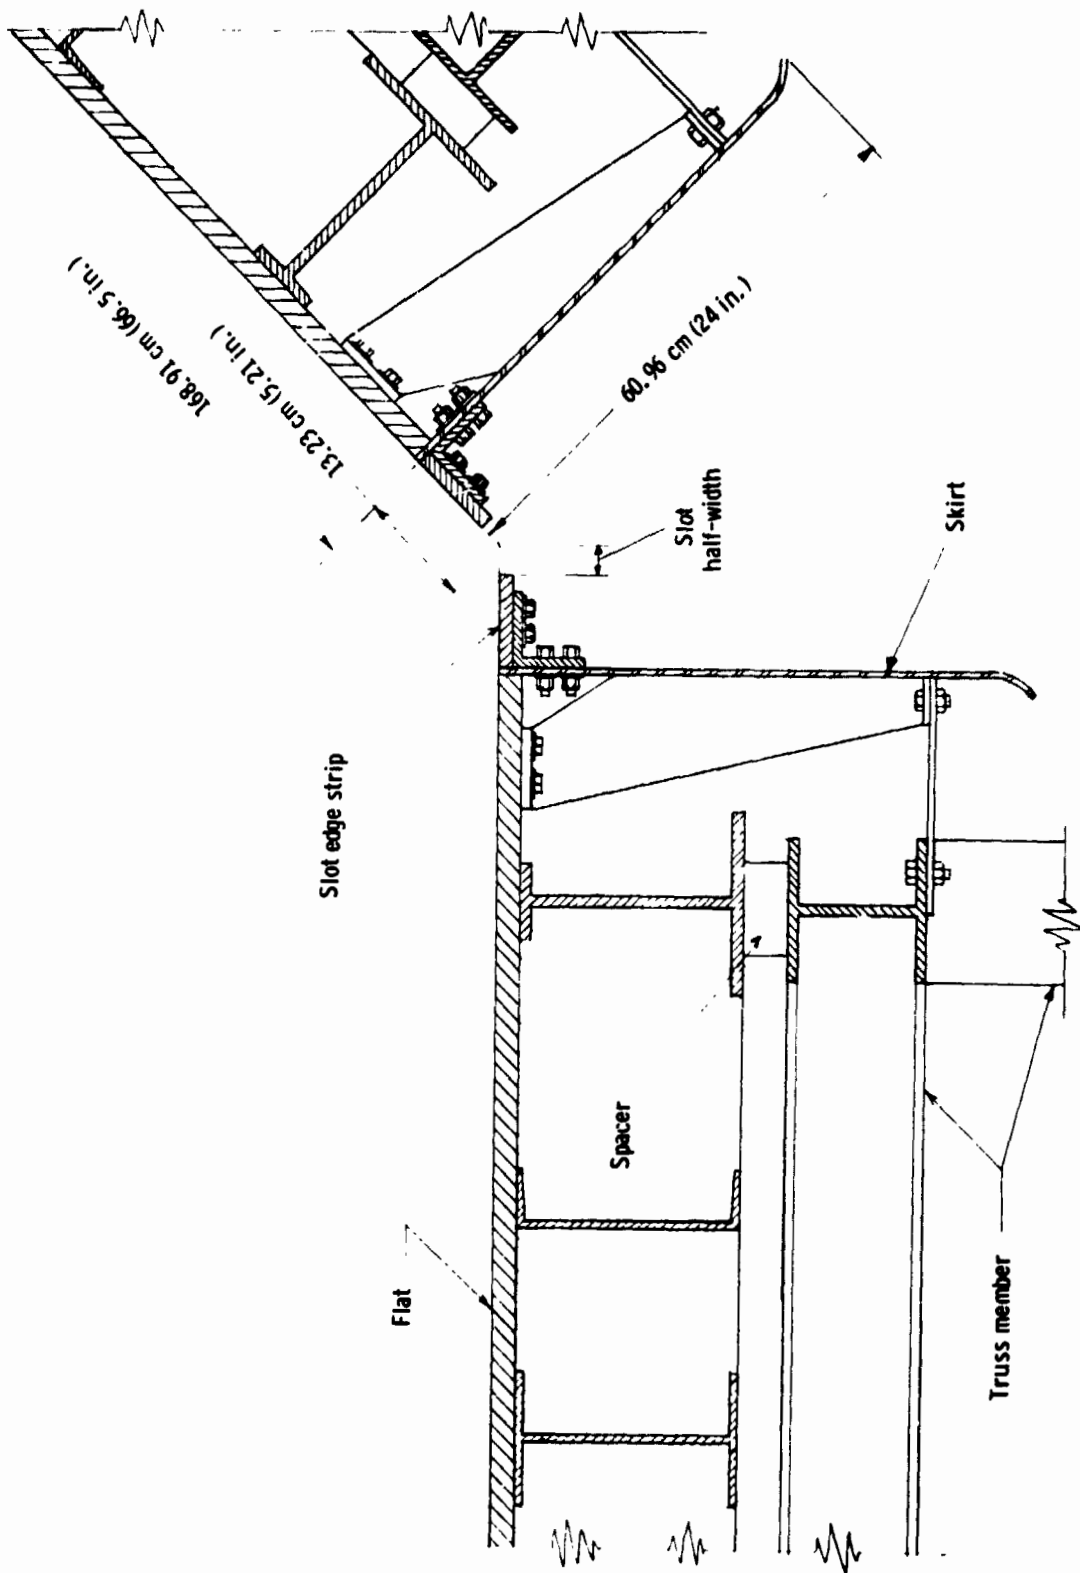 168.91 cm (66.5 in.)
13.23 cm (5.21 in.)
60.96 cm (24 in.)
Slot
half-width
Skirt
Slot edge strip
Spacer
Flat
Truss member